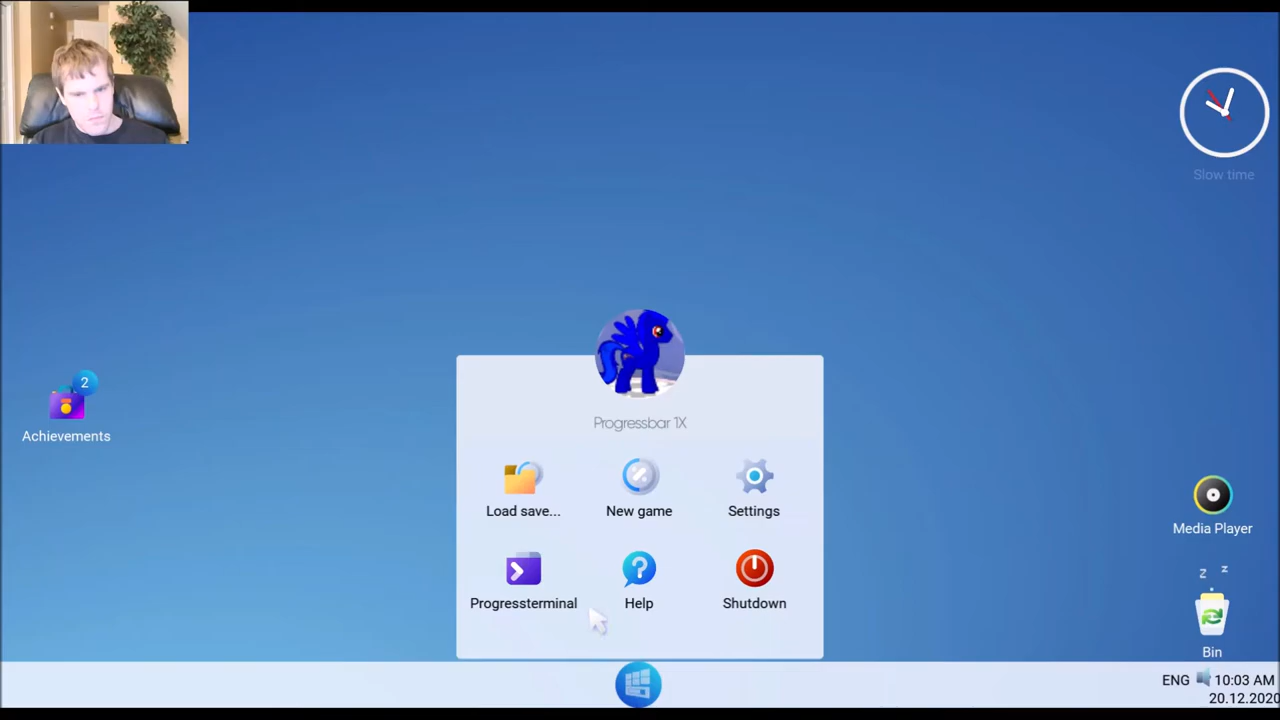 Slow time
2
Achievements
Progressbar 1X
Load save...
New game
Settings
Progressterminal
Help
Shutdown
Media Player
z z
Bin
ENG 10:03 AM
20.12.2020